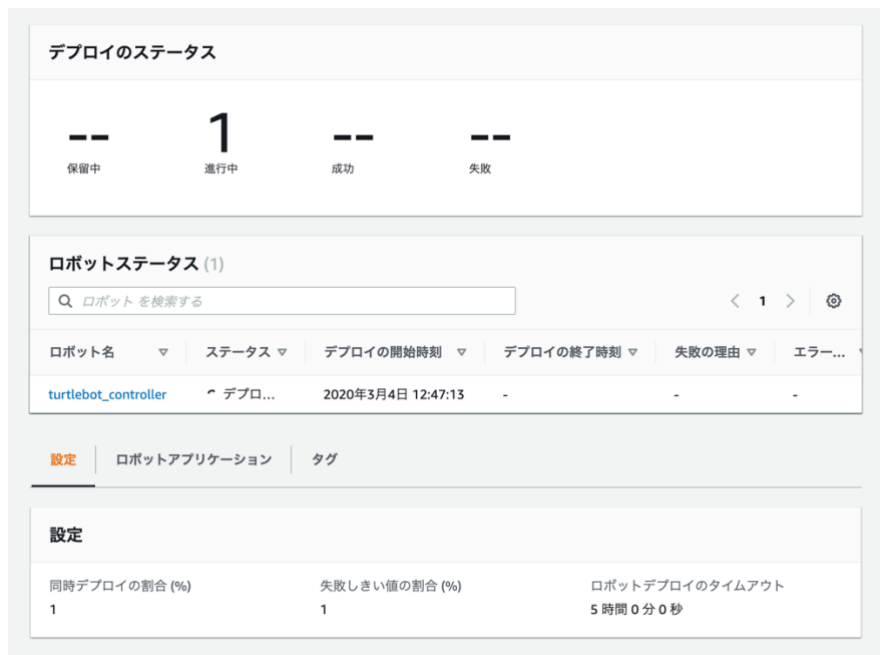 デプロイのステータス
-- 1 -- --
保留中 進行中 成功 失敗
ロボットステータス (1)
ロボット を検索する 1
ロボット名 ステータス デプロイの開始時刻 デプロイの終了時刻 失敗の理由 エラー...
turtlebot_controller デプロ... 2020年3月4日 12:47:13 - - -
設定 ロボットアプリケーション タグ
設定
同時デプロイの割合 (%) 失敗しきい値の割合 (%) ロボットデプロイのタイムアウト
1 1 5 時間 0 分 0 秒